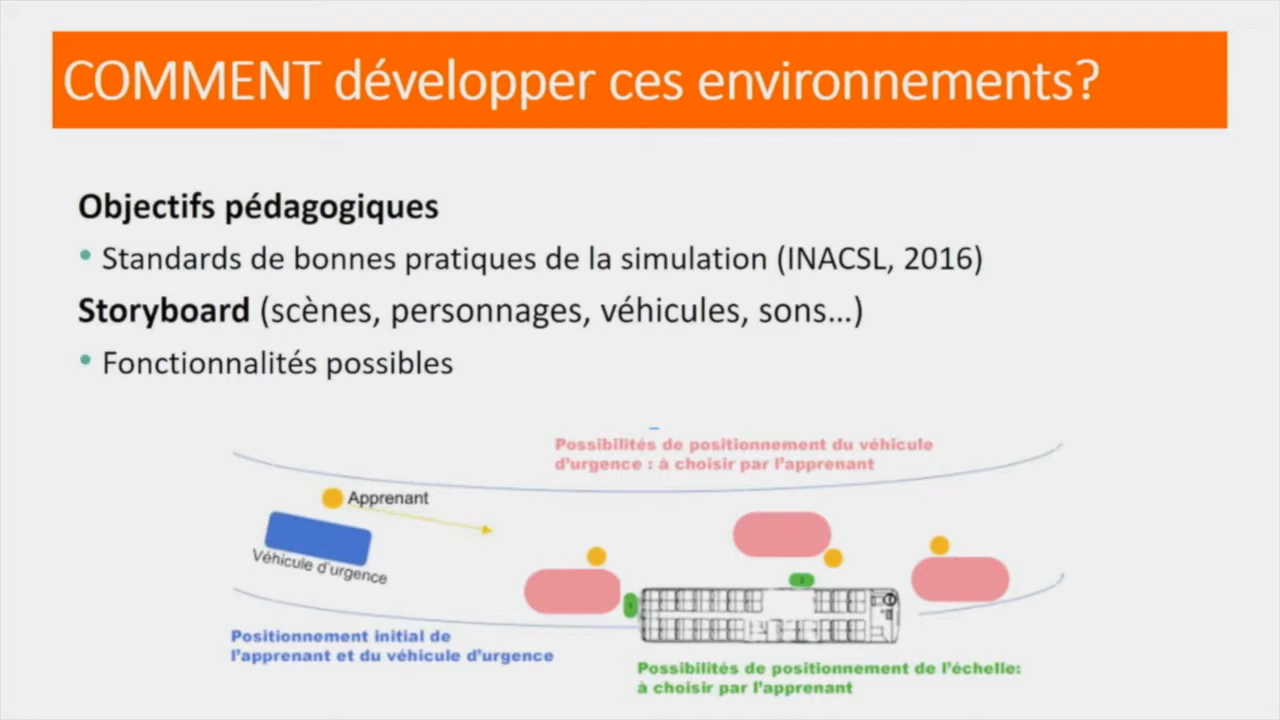 COMMENT développer ces environnements?
Objectifs pédagogiques
• Standards de bonnes pratiques de la simulation (INACSL, 2016)
Storyboard (scènes, personnages, véhicules, sons…)
• Fonctionnalités possibles
Possibilités de positionnement du véhicule
d'urgence : à choisir par l'apprenant
Apprenant
Véhicule d'urgence
Positionnement initial de
l'apprenant et du véhicule d'urgence
Possibilités de positionnement de l'échelle:
à choisir par l'apprenant